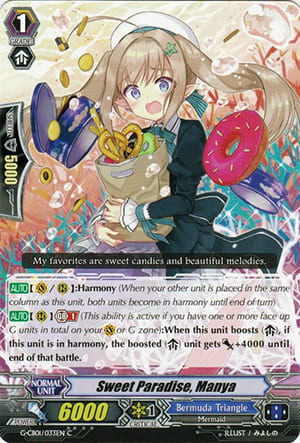 1
GRADE
SHIELD
5000
My favorites are sweet candies and beautiful melodies.
AUTO [ / ]:Harmony (When your other unit is placed in the same
column as this unit, both units become in harmony until end of turn)
AUTO [ ] GB 1 (This ability is active if you have one or more face
up G units in total on your or G zone):When this unit boosts ( ), if
this unit is in harmony, the boosted ( ) unit gets +4000 until
end of that battle.
NORMAL
UNIT
Sweet Paradise, Manya
POWER
6000
1
CRITICAL
Bermuda Triangle
Mermaid
G-CB01/033EN C
ILLUST / みよしの